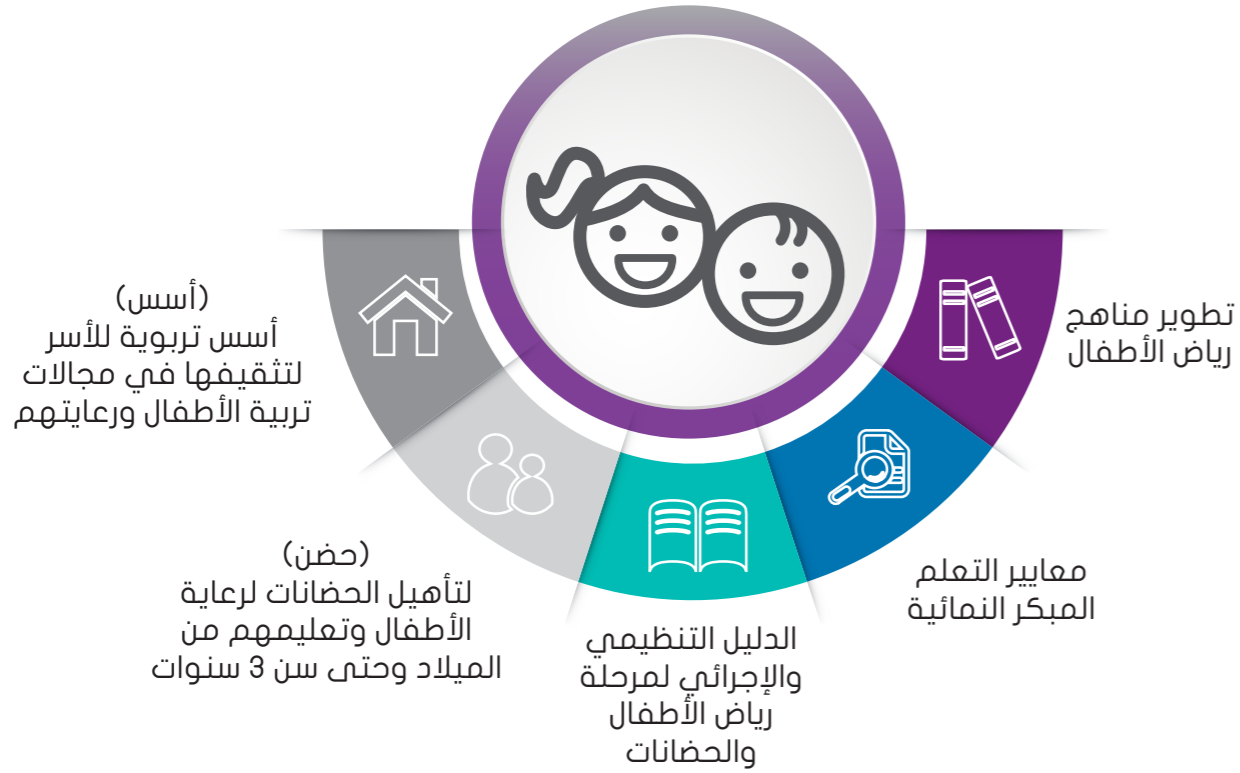 تطوير مناهج
رياض الأطفال
معايير التعلم
المبكر النمائية
الدليل التنظيمي
والإجرائي لمرحلة
رياض الأطفال
والحضانات
(حضن)
لتأهيل الحضانات لرعاية
الأطفال وتعليمهم من
الميلاد وحتى سن 3 سنوات
(أسس)
أسس تربوية للأسر
لتثقيفها في مجالات
تربية الأطفال ورعايتهم